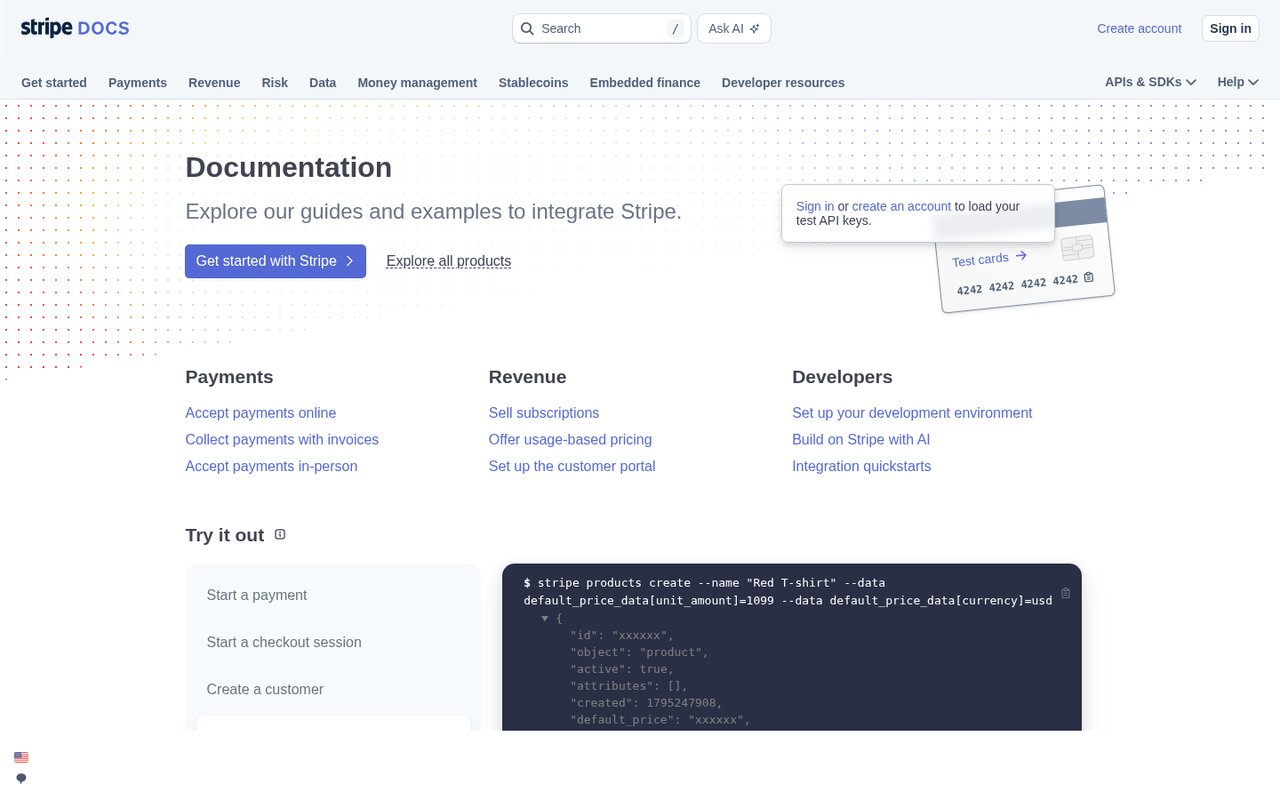 stripe DOCS
Search /
Ask AI
Create account
Sign in
Get started
Payments
Revenue
Risk
Data
Money management
Stablecoins
Embedded finance
Developer resources
APIs & SDKs
Help
Documentation
Explore our guides and examples to integrate Stripe.
Get started with Stripe
Explore all products
Sign in or create an account to load your
test API keys.
Test cards
4242 4242 4242 4242
Payments
Accept payments online
Collect payments with invoices
Accept payments in-person
Revenue
Sell subscriptions
Offer usage-based pricing
Set up the customer portal
Developers
Set up your development environment
Build on Stripe with AI
Integration quickstarts
Try it out
Start a payment
Start a checkout session
Create a customer
$ stripe products create --name "Red T-shirt" --data
default_price_data[unit_amount]=1099 --data default_price_data[currency]=usd
{
"id": "xxxxxx",
"object": "product",
"active": true,
"attributes": [],
"created": 1795247908,
"default_price": "xxxxxx",